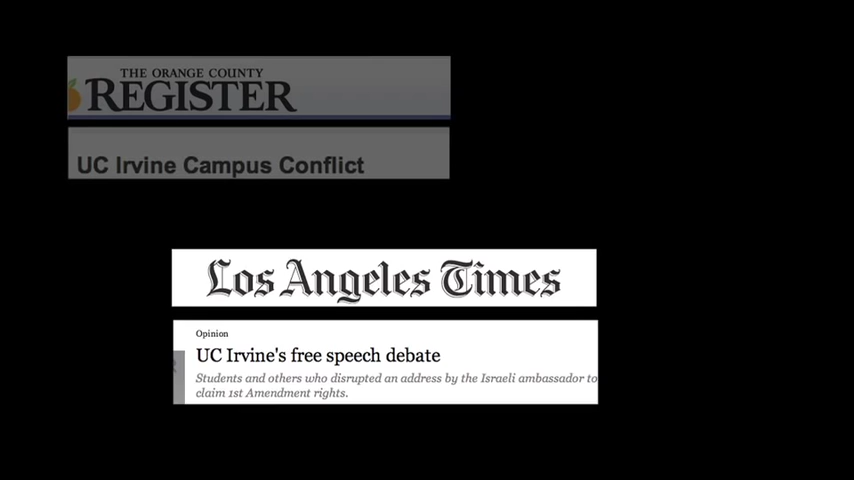 THE ORANGE COUNTY
REGISTER
UC Irvine Campus Conflict
Los Angeles Times
Opinion
UC Irvine's free speech debate
Students and others who disrupted an address by the Israeli ambassador to
claim 1st Amendment rights.